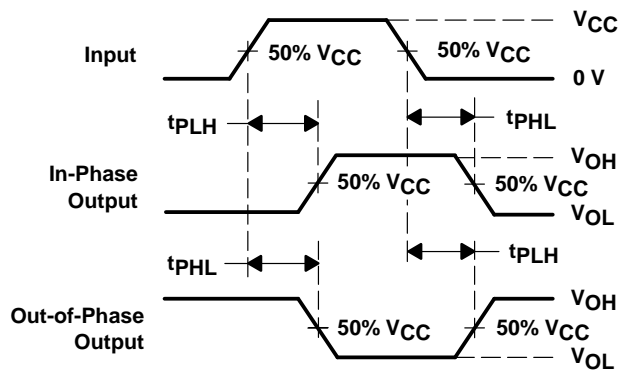 VCC
Input
50% VCC
50% VCC
0 V
tPLH
tPHL
In-Phase
Output
50% VCC
VOH
50% VCC
VOL
tPHL
tPLH
Out-of-Phase
Output
50% VCC
VOH
50% VCC
VOL